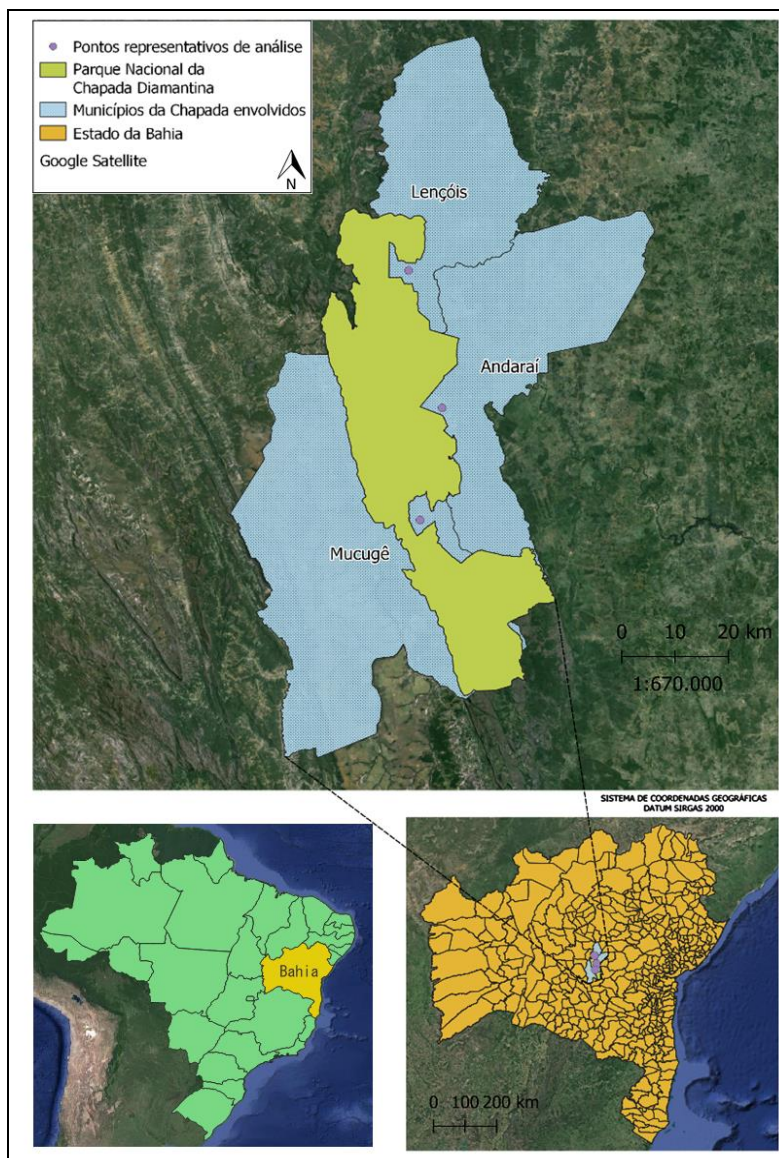 Pontos representativos de análise
Parque Nacional da
Chapada Diamantina
Municípios da Chapada envolvidos
Estado da Bahia
Google Satellite
N
Lençóis
Andaraí
Mucugê
0 10 20 km
1:670.000
SISTEMA DE COORDENADAS GEOGRÁFICAS
DATUM SIRGAS 2000
Bahia
0 100 200 km